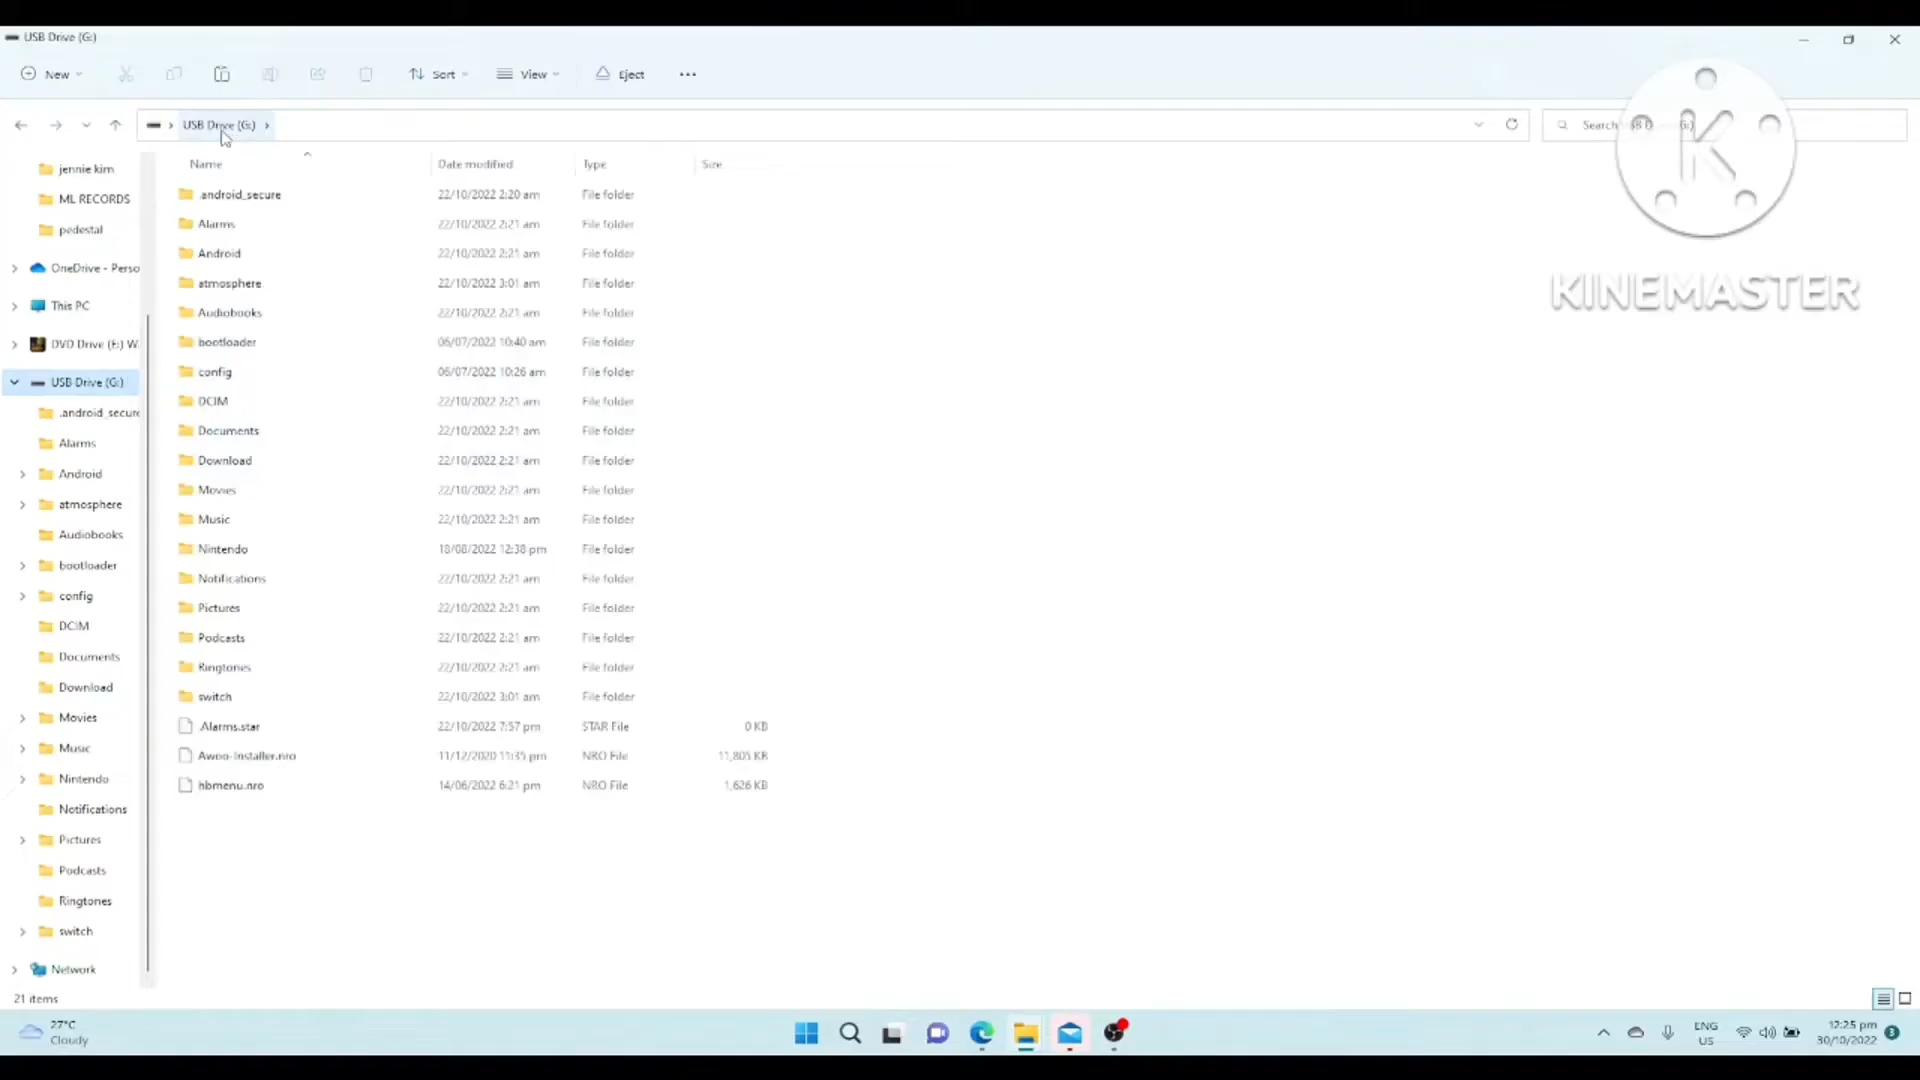 USB Drive (G:)
New
Sort
View
Eject
USB Drive (G:)
Search
KINEMASTER
Name Date modified Type Size
.android_secure 22/10/2022 2:20 am File folder
Alarms 22/10/2022 2:21 am File folder
Android 22/10/2022 2:21 am File folder
atmosphere 22/10/2022 3:01 am File folder
Audiobooks 22/10/2022 2:21 am File folder
bootloader 06/07/2022 10:40 am File folder
config 06/07/2022 10:26 am File folder
DCIM 22/10/2022 2:21 am File folder
Documents 22/10/2022 2:21 am File folder
Download 22/10/2022 2:21 am File folder
Movies 22/10/2022 2:21 am File folder
Music 22/10/2022 2:21 am File folder
Nintendo 18/08/2022 12:38 pm File folder
Notifications 22/10/2022 2:21 am File folder
Pictures 22/10/2022 2:21 am File folder
Podcasts 22/10/2022 2:21 am File folder
Ringtones 22/10/2022 2:21 am File folder
switch 22/10/2022 3:01 am File folder
.Alarms.star 22/10/2022 7:57 pm STAR File 0 KB
Awoo-Installer.nro 11/12/2020 11:35 pm NRO File 11,805 KB
hbmenu.nro 14/06/2022 6:21 pm NRO File 1,626 KB
jennie kim
ML RECORDS
pedestal
OneDrive - Perso
This PC
DVD Drive (E:) W
USB Drive (G:)
.android_secure
Alarms
Android
atmosphere
Audiobooks
bootloader
config
DCIM
Documents
Download
Movies
Music
Nintendo
Notifications
Pictures
Podcasts
Ringtones
switch
Network
21 items
27°C
Cloudy
ENG
US
12:25 pm
30/10/2022
3